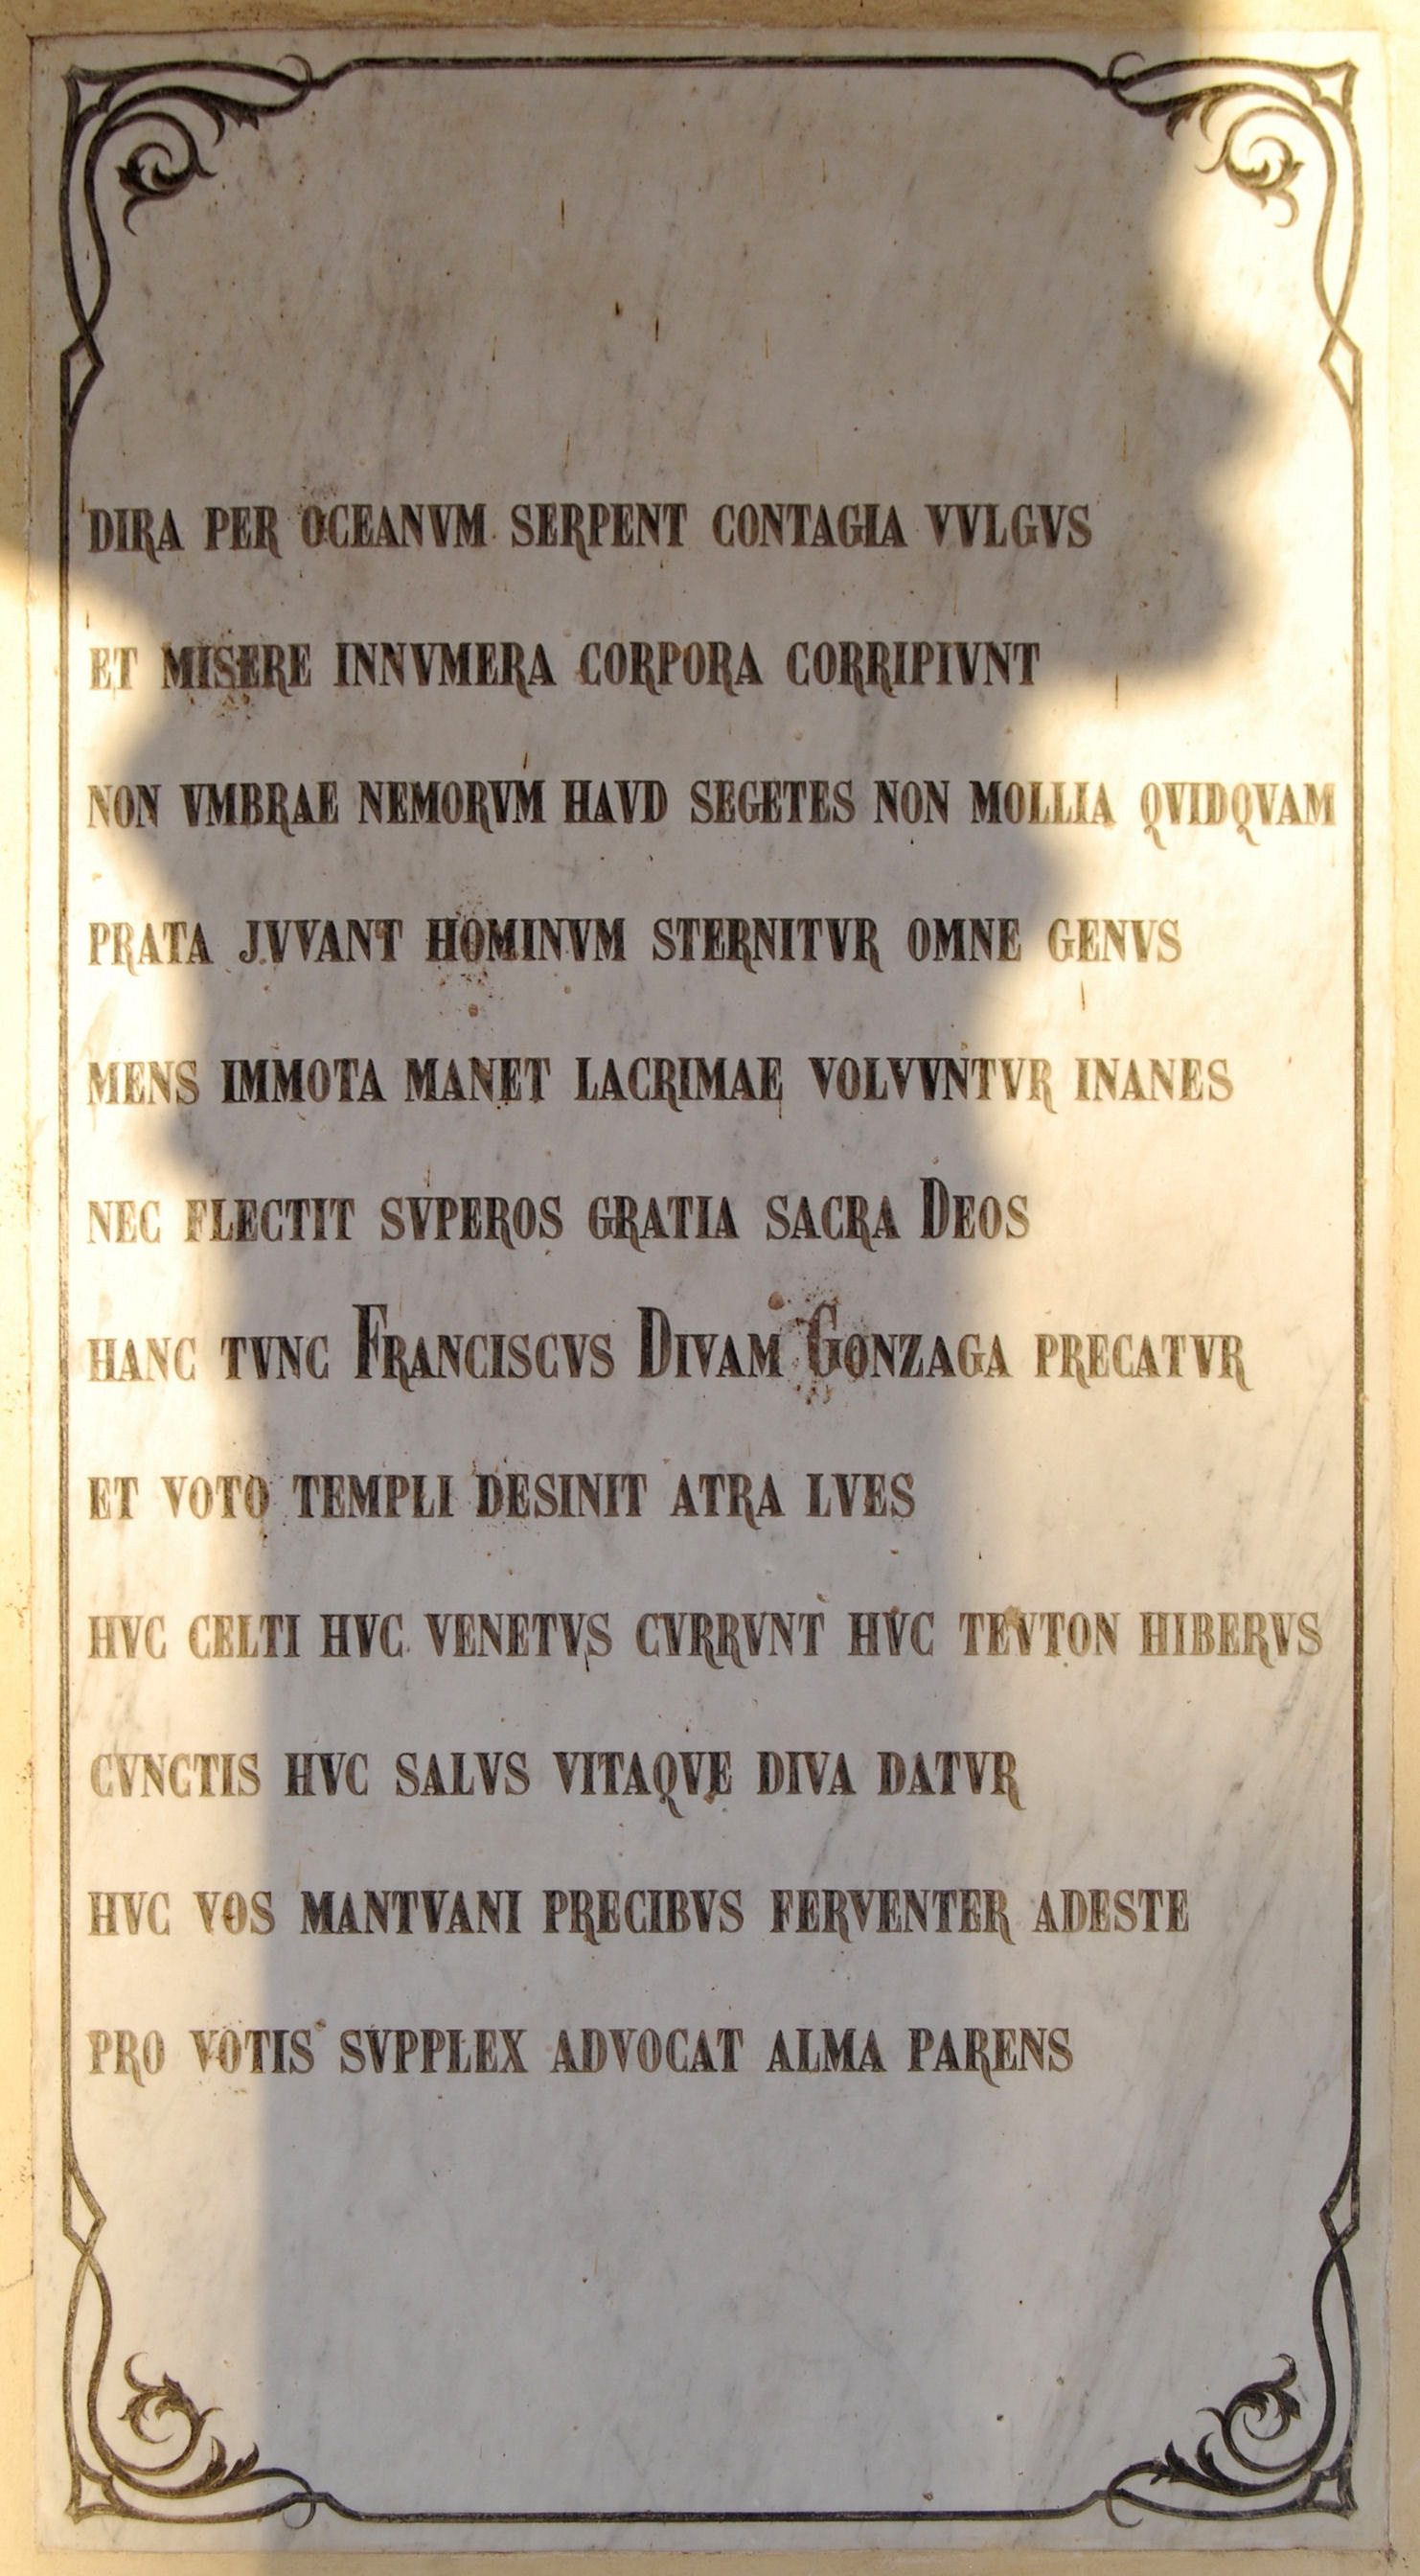 DIRA PER OCEANVM SERPENT CONTAGIA VVLGVS
ET MISERE INNVMERA CORPORA CORRIPIVNT
NON VMBRAE NEMORVM HAVD SEGETES NON MOLLIA QVIDQVAM
PRATA JVVANT HOMINVM STERNITVR OMNE GENVS
MENS IMMOTA MANET LACRIMAE VOLVVNTVR INANES
NEC FLECTIT SVPEROS GRATIA SACRA DEOS
HANC TVNC FRANCISCVS DIVAM GONZAGA PRECATVR
ET VOTO TEMPLI DESINIT ATRA LVES
HVC CELTI HVC VENETVS CVRRVNT HVC TEVTON HIBERVS
CVNCTIS HVC SALVS VITAQVE DIVA DATVR
HVC VOS MANTVANI PRECIBVS FERVENTER ADESTE
PRO VOTIS SVPPLEX ADVOCAT ALMA PARENS